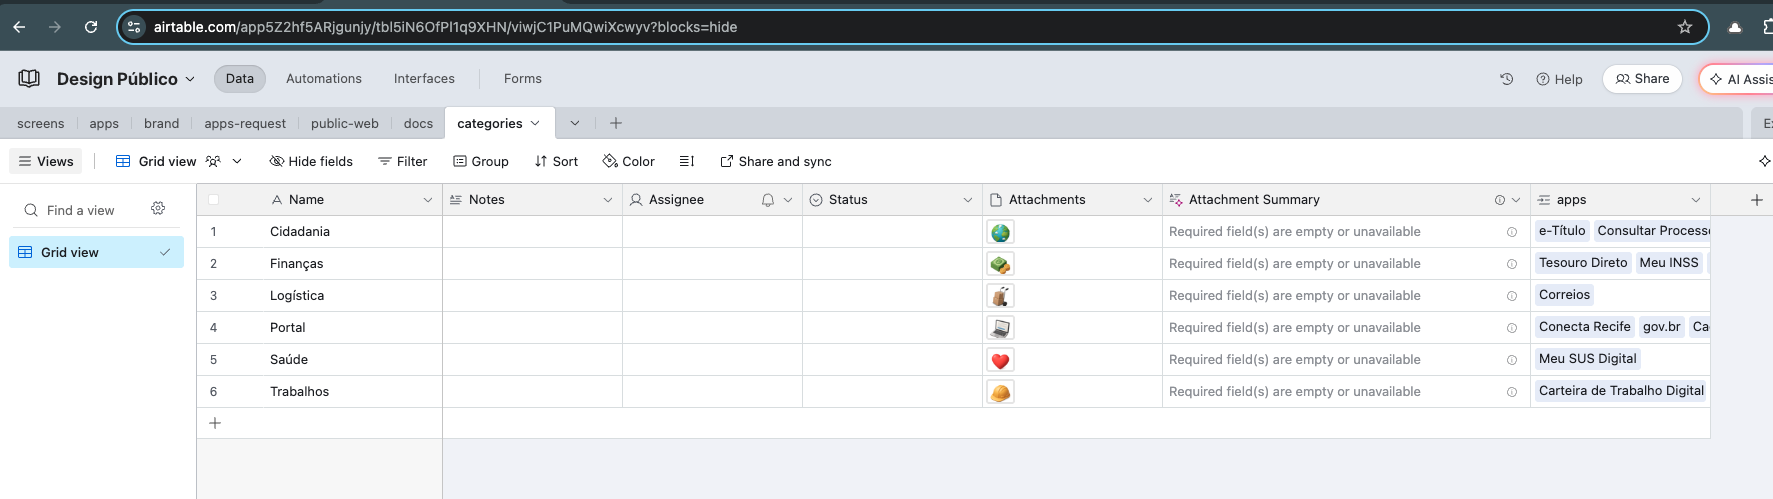 airtable.com/app5Z2hf5ARjgunjy/tbl5iN6OfPI1q9XHN/viwjC1PuMQwiXcwyv?blocks=hide
Design Público Data Automations Interfaces Forms Help Share AI Assis
screens apps brand apps-request public-web docs categories E
Views Grid view Hide fields Filter Group Sort Color Share and sync
Find a view
Grid view
Name Notes Assignee Status Attachments Attachment Summary apps
1 Cidadania Required field(s) are empty or unavailable e-Título Consultar Processo
2 Finanças Required field(s) are empty or unavailable Tesouro Direto Meu INSS
3 Logística Required field(s) are empty or unavailable Correios
4 Portal Required field(s) are empty or unavailable Conecta Recife gov.br Ca
5 Saúde Required field(s) are empty or unavailable Meu SUS Digital
6 Trabalhos Required field(s) are empty or unavailable Carteira de Trabalho Digital